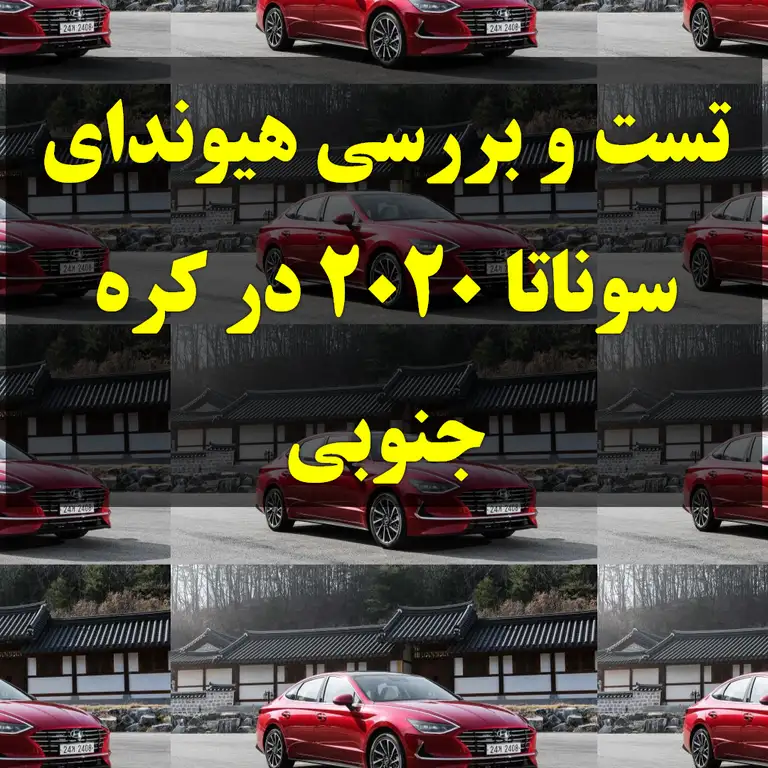 تست و بررسی هیوندای
سوناتا ۲۰۲۰ در کره
جنوبی